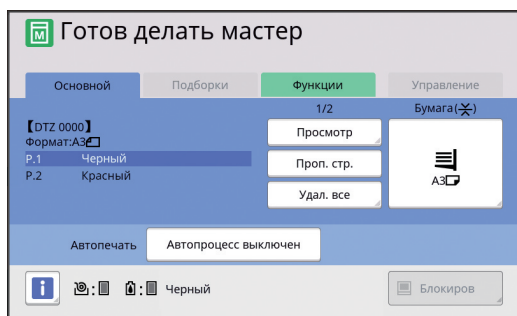 Готов делать мастер
Основной Подборки Функции Управление
1/2 Бумага()
【DTZ 0000】
Формат:A3
P.1 Черный
P.2 Красный
Просмотр
Проп. стр.
Удал. все
A3
Автопечать Автопроцесс выключен
Черный
Блокиров